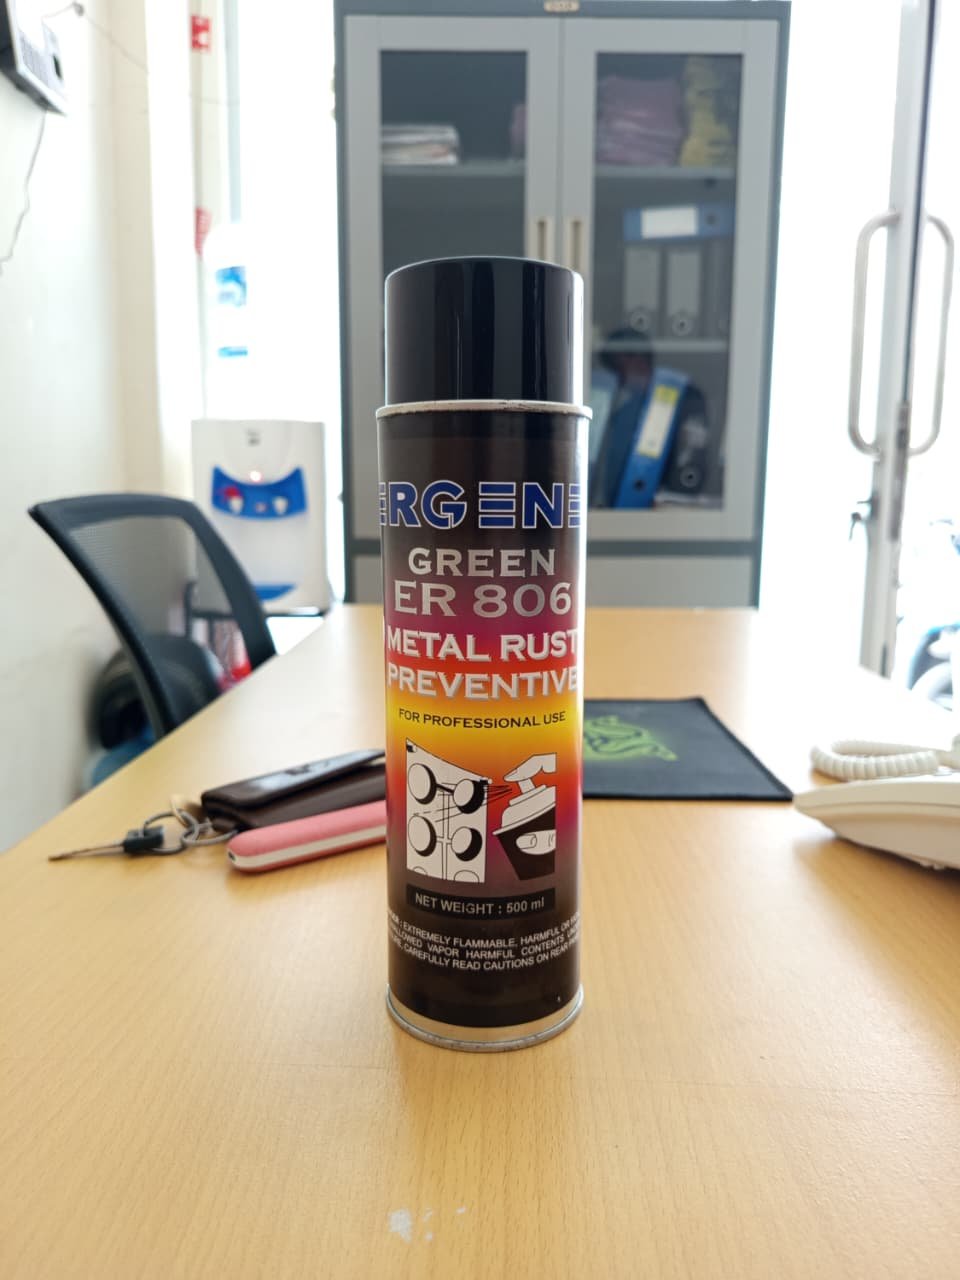 ERGENE
GREEN
ER 806
METAL RUST
PREVENTIVE
FOR PROFESSIONAL USE
NET WEIGHT : 500 ml
: EXTREMELY FLAMMABLE, HARMFUL OR
VAPOR HARMFUL CONTENTS
CAREFULLY READ CAUTIONS ON REAR